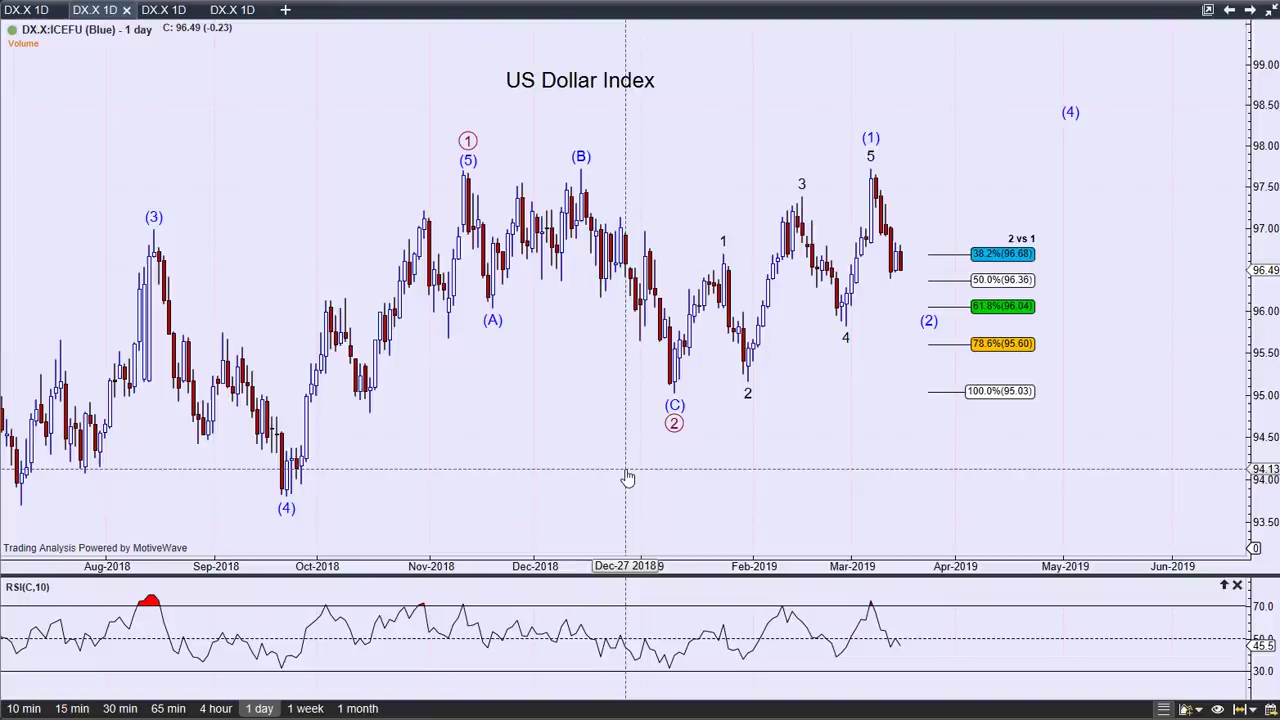 DX.X 1D DX.X 1D × DX.X 1D DX.X 1D +
DX.X:ICEFU (Blue) - 1 day C: 96.49 (-0.23)
Volume
US Dollar Index
99.00
98.50
98.00
97.50
97.00
96.49
96.00
95.50
95.00
94.50
94.13
94.00
93.50
0
(3)
(4)
1
(5)
(A)
(B)
(C)
2
1
2
3
4
(1)
5
(2)
(4)
2 vs 1
38.2%(96.68)
50.0%(96.36)
61.8%(96.04)
78.6%(95.60)
100.0%(95.03)
Trading Analysis Powered by MotiveWave
Aug-2018 Sep-2018 Oct-2018 Nov-2018 Dec-2018 Dec-27 2018 9 Feb-2019 Mar-2019 Apr-2019 May-2019 Jun-2019
RSI(C,10)
70.0
45.5
30.0
10 min 15 min 30 min 65 min 4 hour 1 day 1 week 1 month